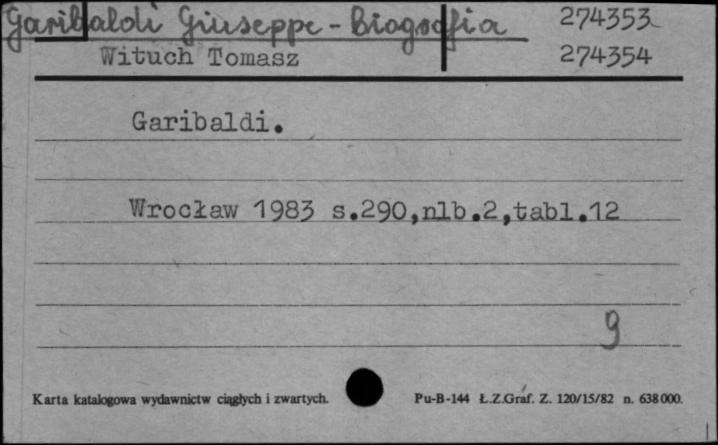 Garibaldi Giuseppe - biografia 274353
Wituch Tomasz 274354
Garibaldi.
Wrocław 1983 s.290,nlb.2,tabl.12
9
Karta katalogowa wydawnictw ciągłych i zwartych. Pu-B-144 Ł.Z.Graf. Z. 120/15/82 n. 638000.